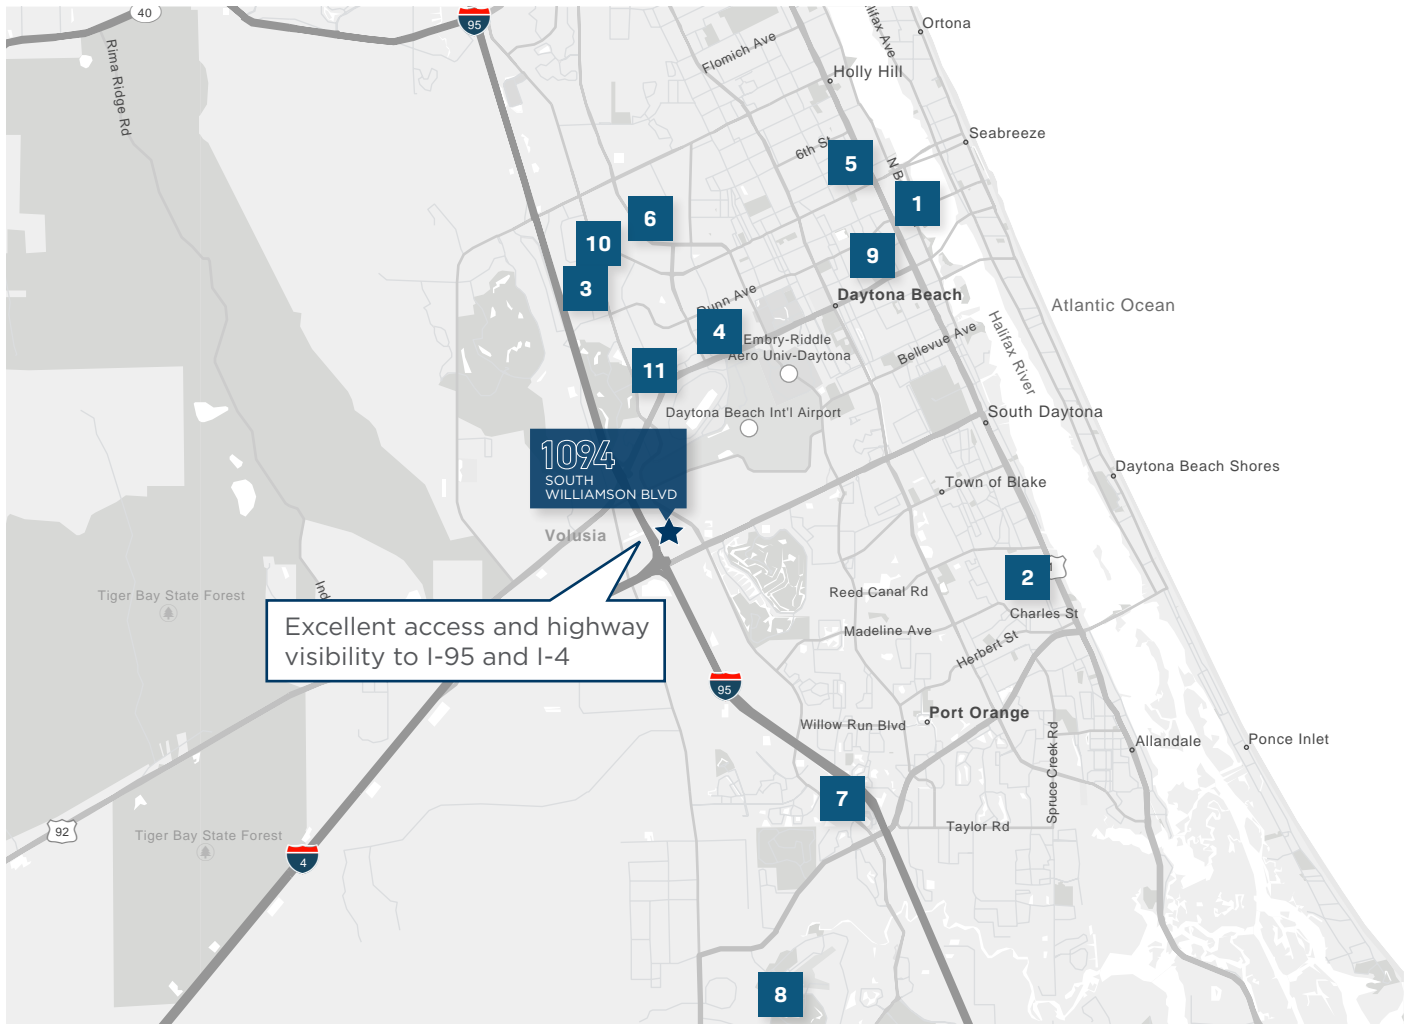 40
95
Ortona
Halifax Ave
Flomich Ave
Rima Ridge Rd
Holly Hill
Seabreeze
6th St
5
N B
1
6
10
9
3
Dunn Ave
Daytona Beach
Atlantic Ocean
4
Embry-Riddle
Aero Univ-Daytona
Bellevue Ave
Halifax River
11
Daytona Beach Int'l Airport
South Daytona
1094
SOUTH
WILLIAMSON BLVD
Daytona Beach Shores
Town of Blake
Volusia
2
Tiger Bay State Forest
Ind
Reed Canal Rd
Charles St
Excellent access and highway
visibility to I-95 and I-4
Madeline Ave
Herbert St
95
Port Orange
Willow Run Blvd
Spruce Creek Rd
Allandale
Ponce Inlet
7
92
Tiger Bay State Forest
Taylor Rd
4
8